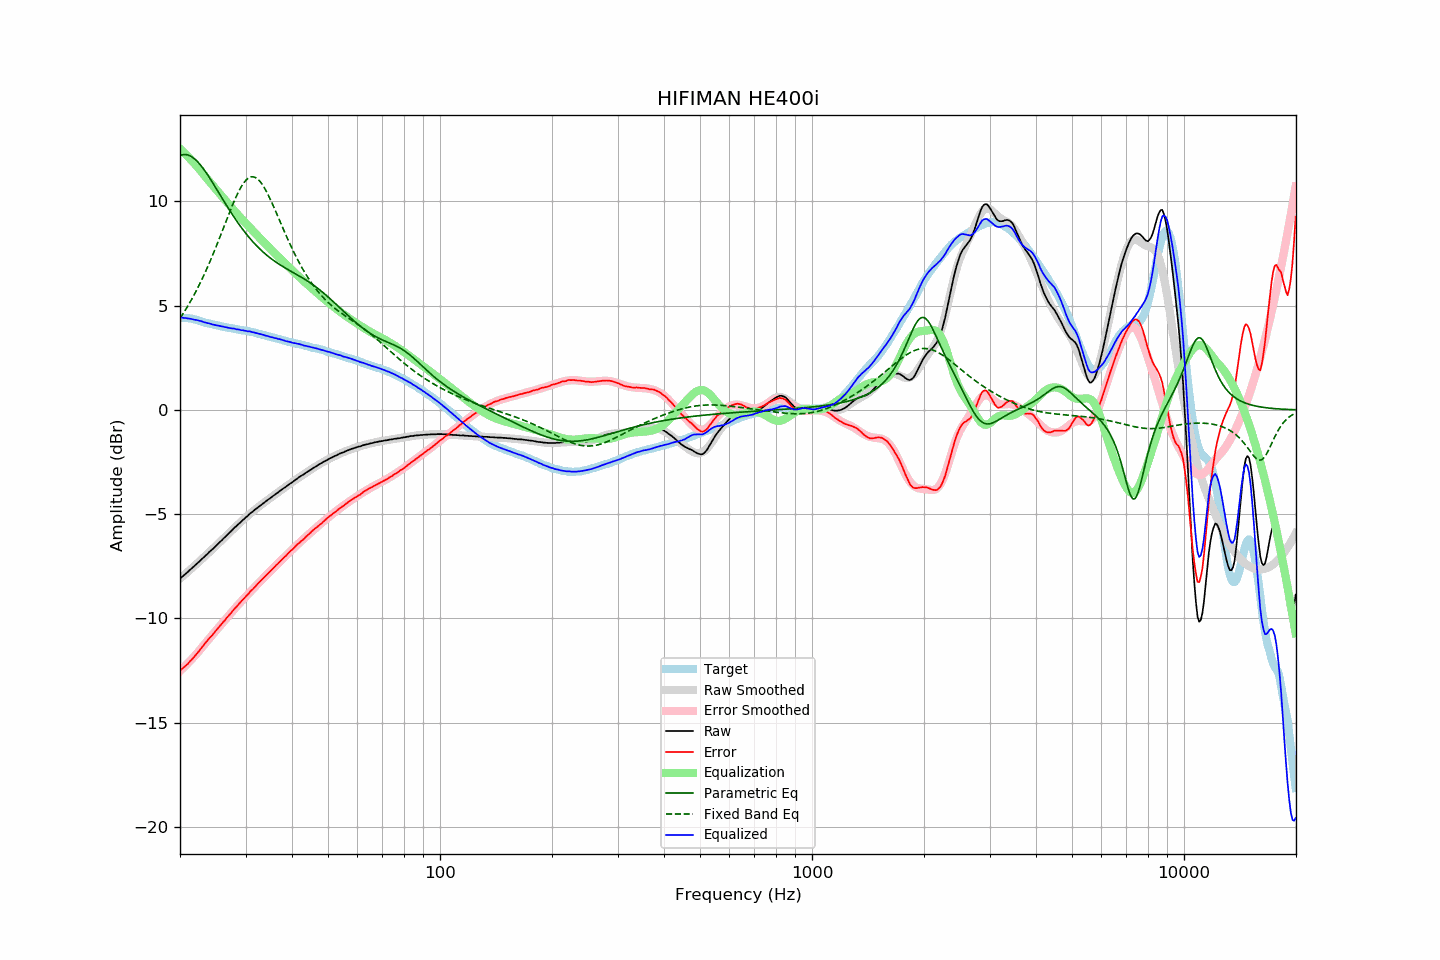 HIFIMAN HE400i
Amplitude (dBr)
10
5
0
−5
−10
−15
−20
100
1000
10000
Frequency (Hz)
Target
Raw Smoothed
Error Smoothed
Raw
Error
Equalization
Parametric Eq
Fixed Band Eq
Equalized